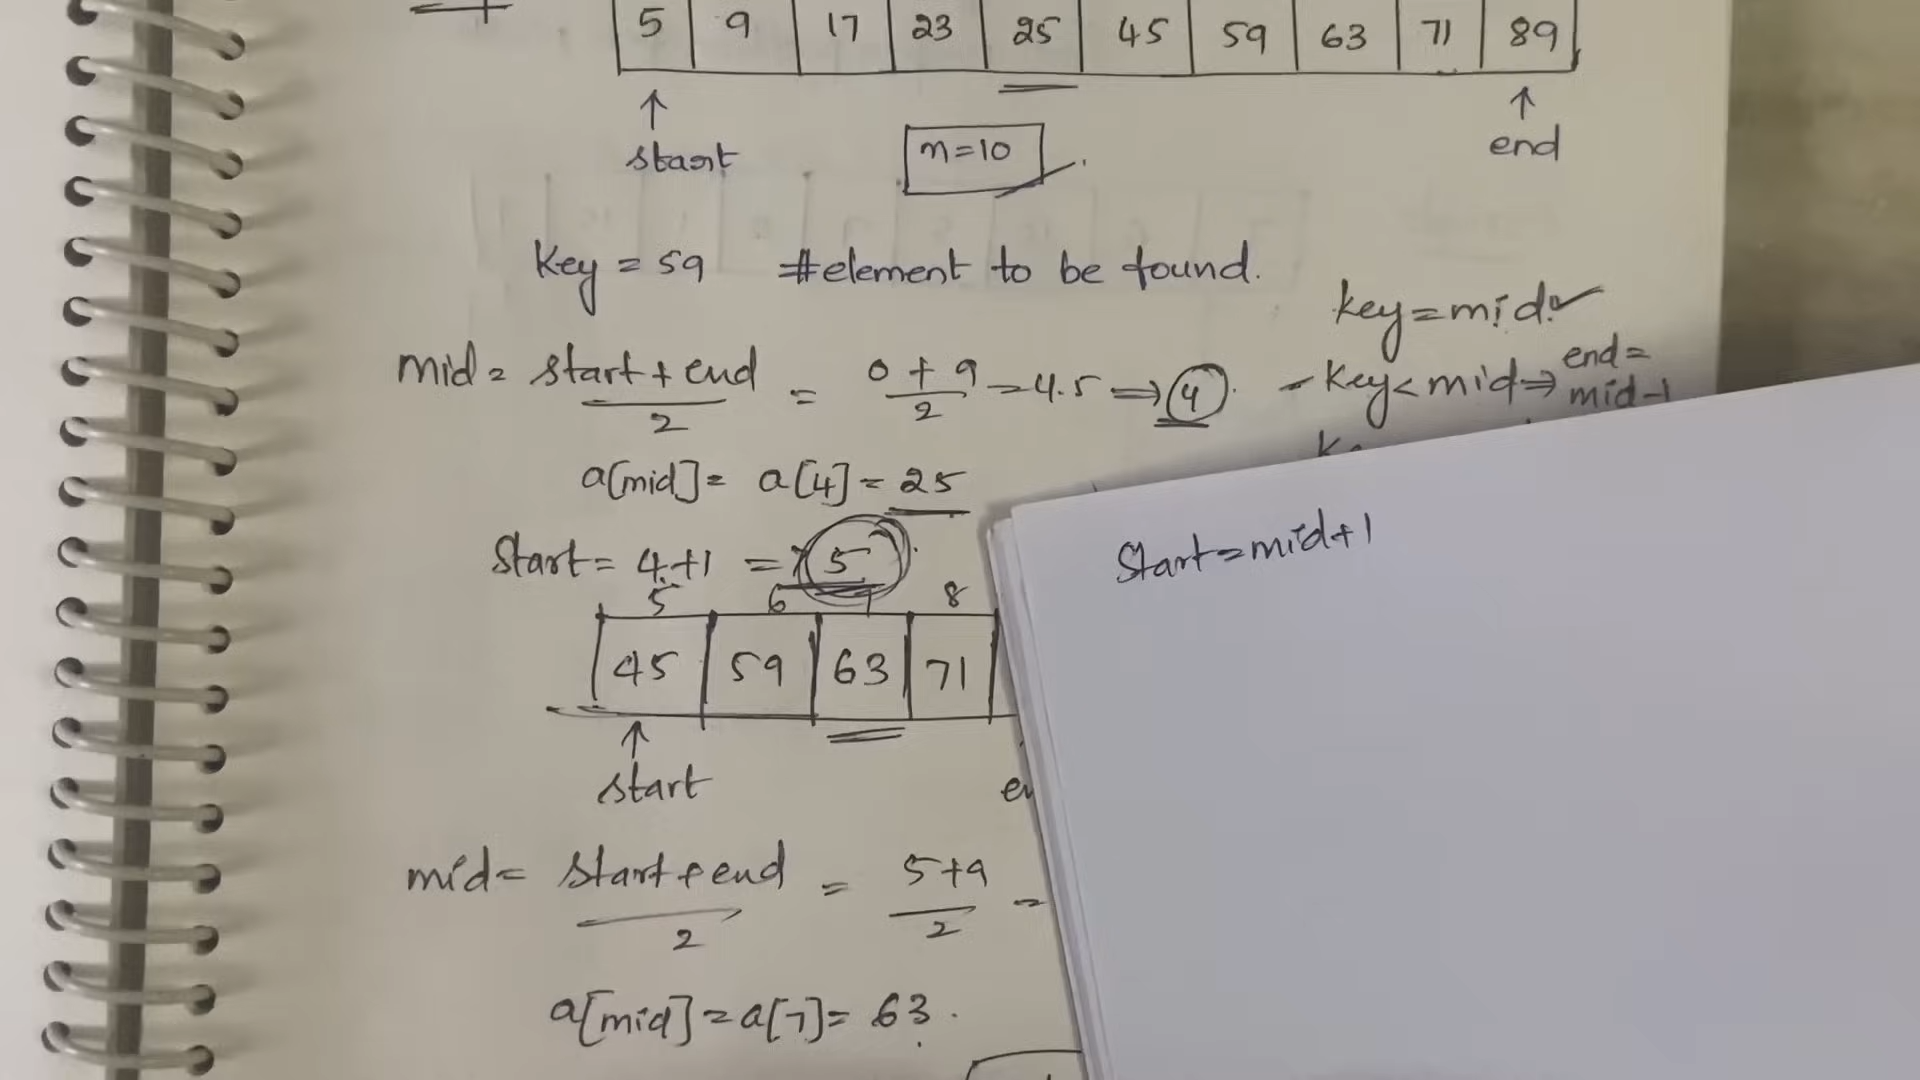 5 9 17 23 25 45 59 63 71 89
start n=10 end
Key = 59 #element to be found.
key=mid✓
mid = start + end / 2 = 0 + 9 / 2 = 4.5 ⇒ 4. - key<mid ⇒ end = mid-1
a[mid] = a[4] = 25
Start = 4+1 = 5
Start=mid+1
5 6 7 8
45 59 63 71
start
mid = start + end / 2 = 5+9 / 2 =
a[mid] = a[7] = 63.